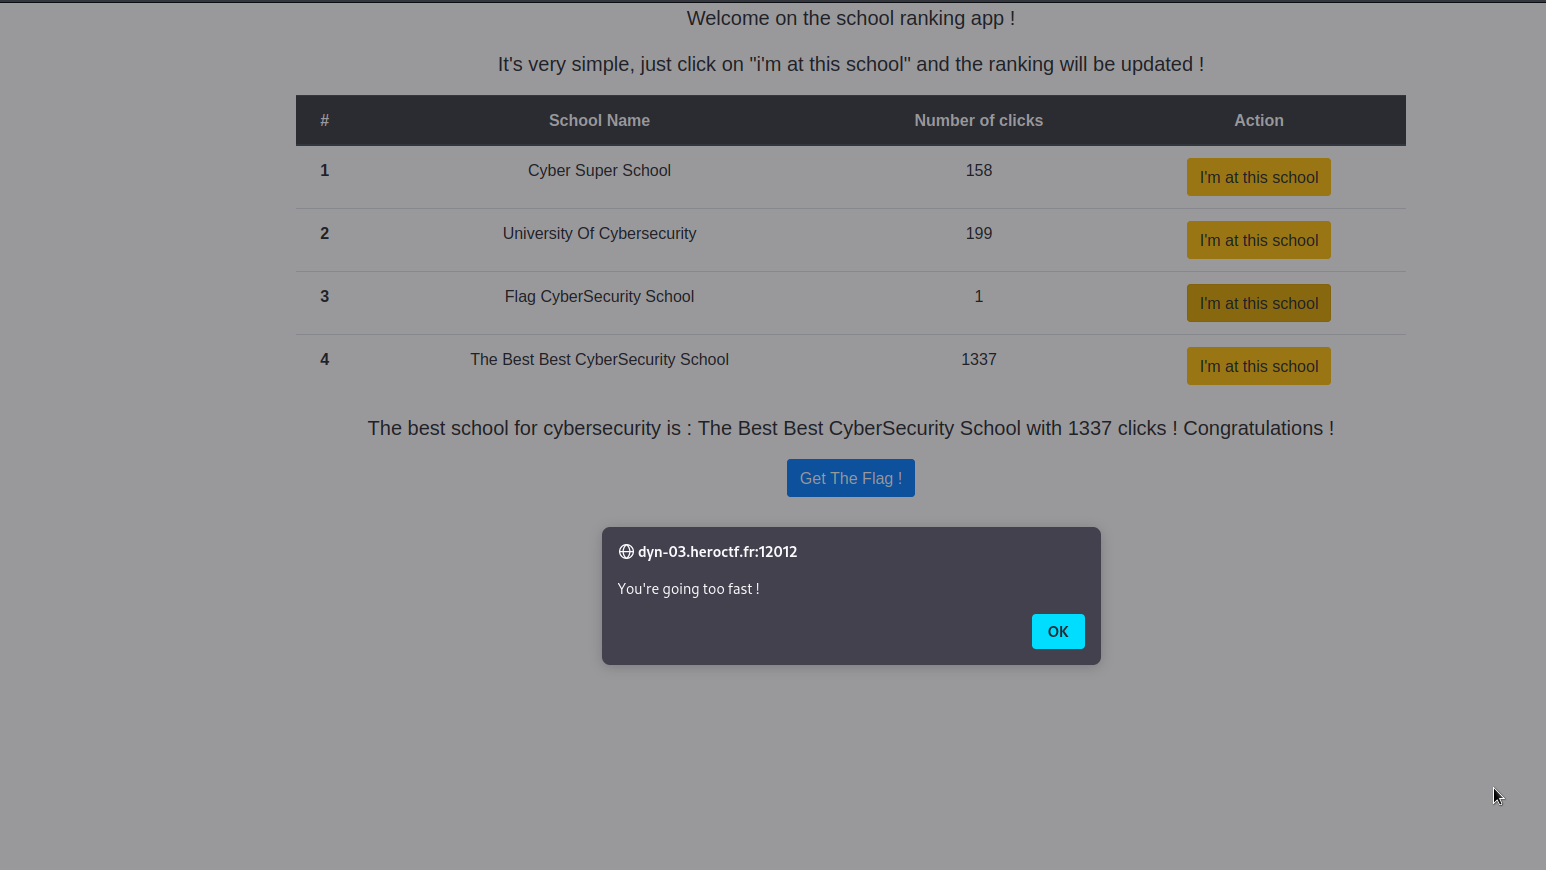 Welcome on the school ranking app !
It's very simple, just click on "i'm at this school" and the ranking will be updated !
# School Name Number of clicks Action
1 Cyber Super School 158 I'm at this school
2 University Of Cybersecurity 199 I'm at this school
3 Flag CyberSecurity School 1 I'm at this school
4 The Best Best CyberSecurity School 1337 I'm at this school
The best school for cybersecurity is : The Best Best CyberSecurity School with 1337 clicks ! Congratulations !
Get The Flag !
dyn-03.heroctf.fr:12012
You're going too fast !
OK